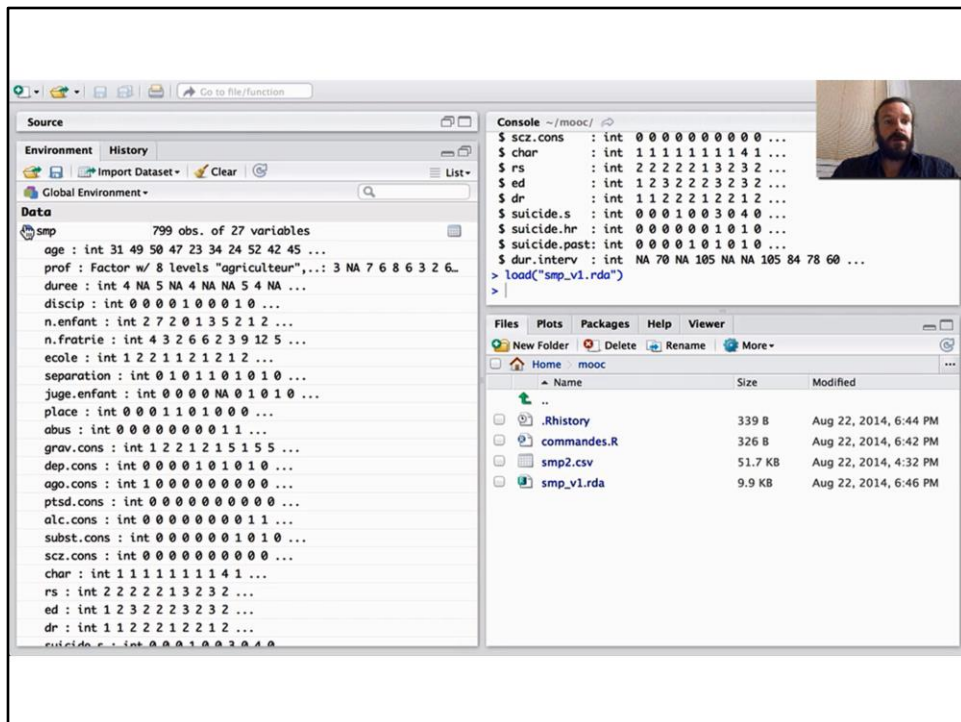 Go to file/function
Source
Environment History
Import Dataset Clear List
Global Environment
Data
smp 799 obs. of 27 variables
age : int 31 49 50 47 23 34 24 52 42 45 ...
prof : Factor w/ 8 levels "agriculteur",..: 3 NA 7 6 8 6 3 2 6…
duree : int 4 NA 5 NA 4 NA NA 5 4 NA ...
discip : int 0 0 0 0 1 0 0 0 1 0 ...
n.enfant : int 2 7 2 0 1 3 5 2 1 2 ...
n.fratrie : int 4 3 2 6 6 2 3 9 12 5 ...
ecole : int 1 2 2 1 1 2 1 2 1 2 ...
separation : int 0 1 0 1 1 0 1 0 1 0 ...
juge.enfant : int 0 0 0 0 NA 0 1 0 1 0 ...
place : int 0 0 0 1 1 0 1 0 0 0 ...
abus : int 0 0 0 0 0 0 0 0 1 1 ...
grav.cons : int 1 2 2 1 2 1 5 1 5 5 ...
dep.cons : int 0 0 0 0 1 0 1 0 1 0 ...
ago.cons : int 1 0 0 0 0 0 0 0 0 0 ...
ptsd.cons : int 0 0 0 0 0 0 0 0 0 0 ...
alc.cons : int 0 0 0 0 0 0 0 0 1 1 ...
subst.cons : int 0 0 0 0 0 0 1 0 1 0 ...
scz.cons : int 0 0 0 0 0 0 0 0 0 0 ...
char : int 1 1 1 1 1 1 1 1 4 1 ...
rs : int 2 2 2 2 2 1 3 2 3 2 ...
ed : int 1 2 3 2 2 2 3 2 3 2 ...
dr : int 1 1 2 2 2 1 2 2 1 2 ...
suicide.s : int 0 0 0 1 0 0 3 0 4 0
Console ~/mooc/
$ scz.cons : int 0 0 0 0 0 0 0 0 0 0 ...
$ char : int 1 1 1 1 1 1 1 1 4 1 ...
$ rs : int 2 2 2 2 2 1 3 2 3 2 ...
$ ed : int 1 2 3 2 2 2 3 2 3 2 ...
$ dr : int 1 1 2 2 2 1 2 2 1 2 ...
$ suicide.s : int 0 0 0 1 0 0 3 0 4 0 ...
$ suicide.hr : int 0 0 0 0 0 0 1 0 1 0 ...
$ suicide.past: int 0 0 0 0 1 0 1 0 1 0 ...
$ dur.interv : int NA 70 NA 105 NA NA 105 84 78 60 ...
> load("smp_v1.rda")
>
Files Plots Packages Help Viewer
New Folder Delete Rename More
Home mooc
Name Size Modified
..
.Rhistory 339 B Aug 22, 2014, 6:44 PM
commandes.R 326 B Aug 22, 2014, 6:42 PM
smp2.csv 51.7 KB Aug 22, 2014, 4:32 PM
smp_v1.rda 9.9 KB Aug 22, 2014, 6:46 PM